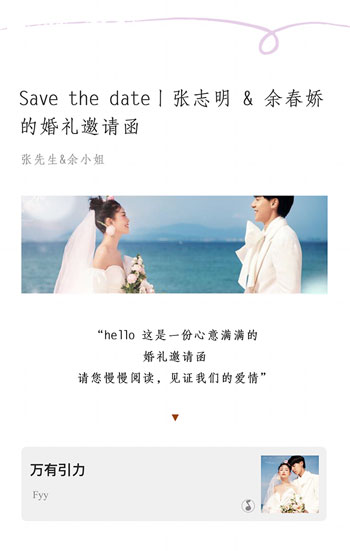 Save the date丨张志明 & 余春娇
的婚礼邀请函
张先生&余小姐
“hello 这是一份心意满满的
婚礼邀请函
请您慢慢阅读，见证我们的爱情”
万有引力
Fyy